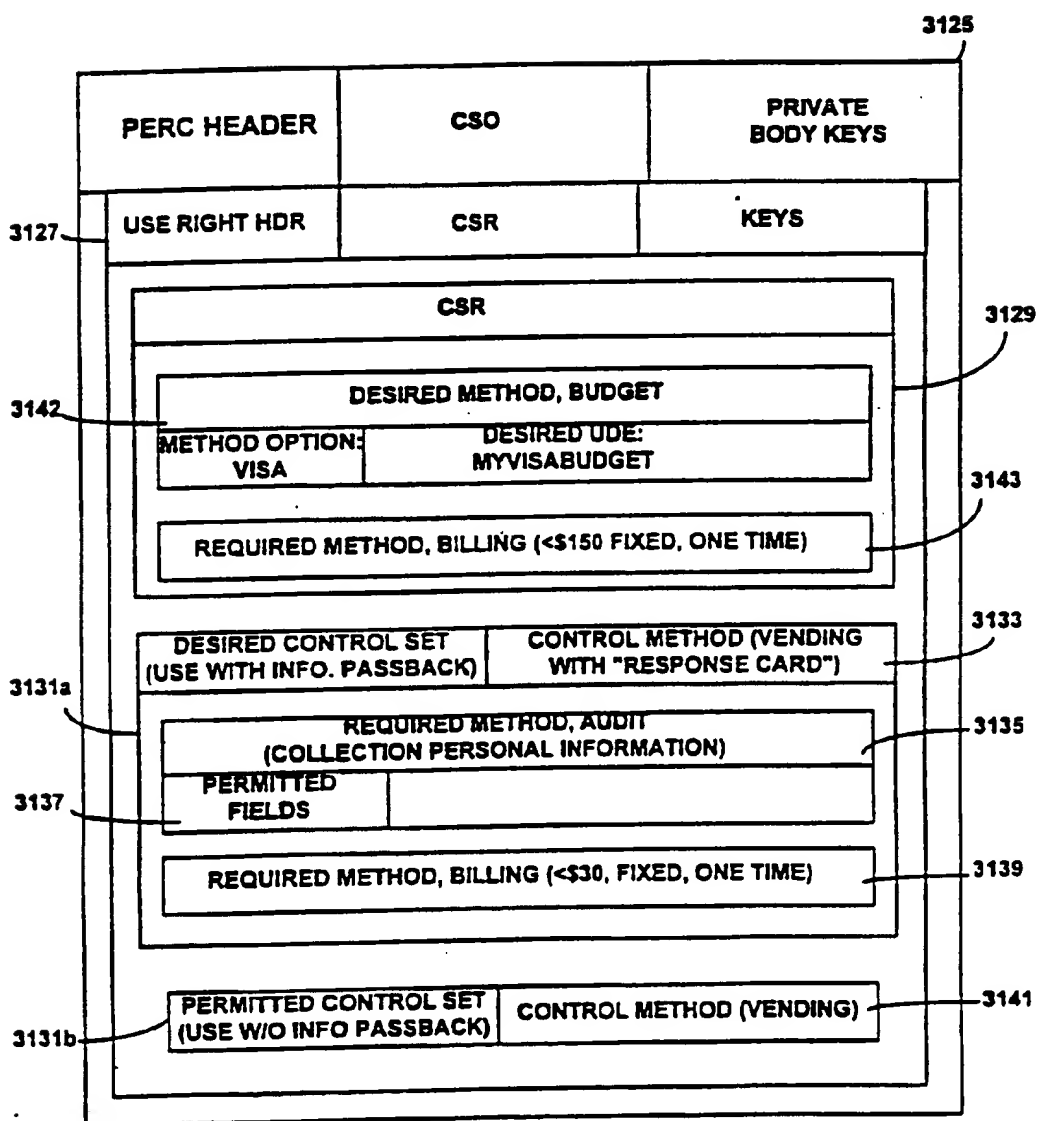 3125
PERC HEADER
CSO
PRIVATE
BODY KEYS
3127
USE RIGHT HDR
CSR
KEYS
CSR
3129
DESIRED METHOD, BUDGET
3142
METHOD OPTION:
VISA
DESIRED UDE:
MYVISABUDGET
3143
REQUIRED METHOD, BILLING (<$150 FIXED, ONE TIME)
DESIRED CONTROL SET
(USE WITH INFO. PASSBACK)
CONTROL METHOD (VENDING
WITH "RESPONSE CARD")
3133
3131a
REQUIRED METHOD, AUDIT
(COLLECTION PERSONAL INFORMATION)
3135
3137
PERMITTED
FIELDS
REQUIRED METHOD, BILLING (<$30, FIXED, ONE TIME)
3139
3131b
PERMITTED CONTROL SET
(USE W/O INFO PASSBACK)
CONTROL METHOD (VENDING)
3141